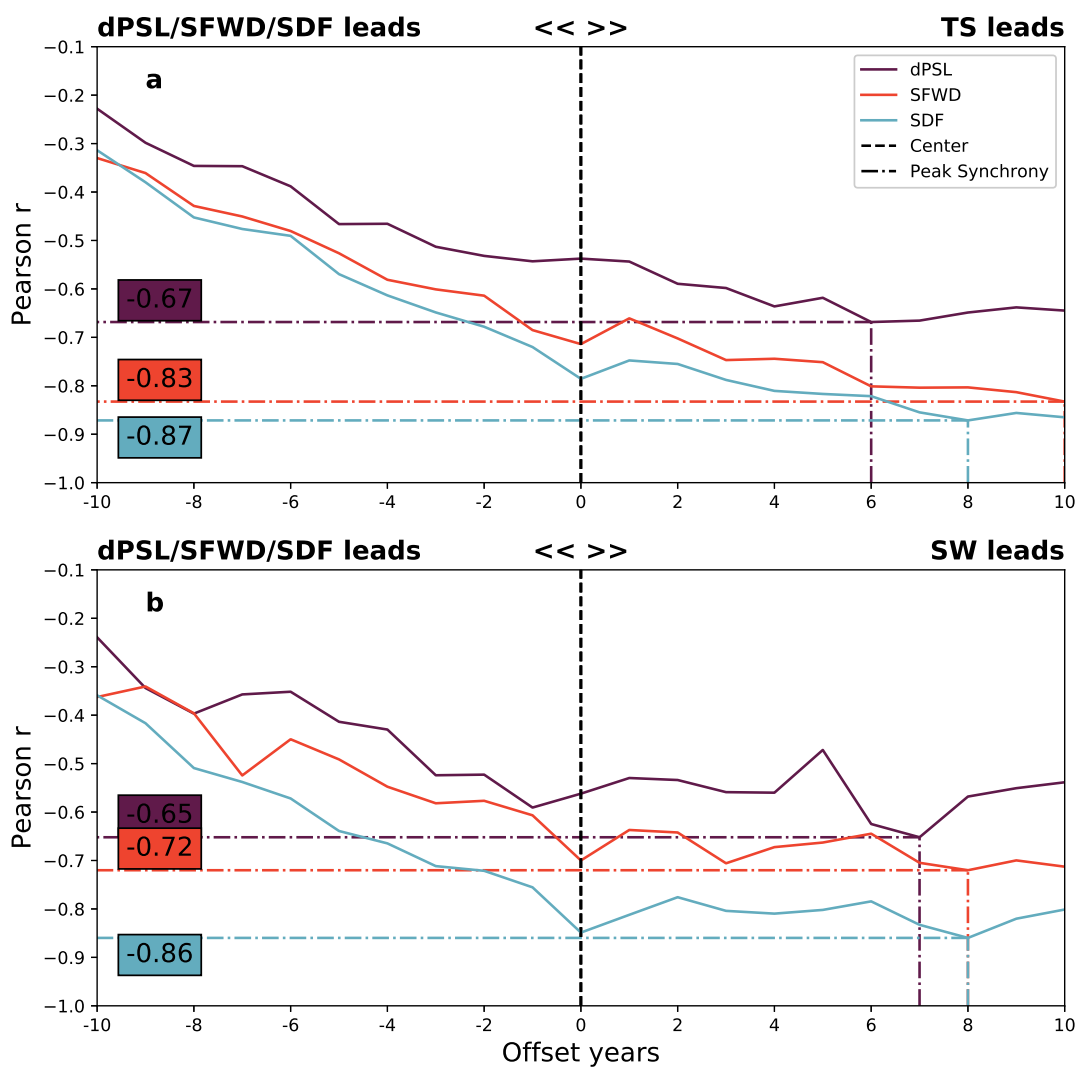 dPSL/SFWD/SDF leads << >> TS leads
a
dPSL
SFWD
SDF
Center
Peak Synchrony
Pearson r
−0.1
−0.2
−0.3
−0.4
−0.5
−0.6
−0.7
−0.8
−0.9
−1.0
-0.67
-0.83
-0.87
-10 -8 -6 -4 -2 0 2 4 6 8 10
dPSL/SFWD/SDF leads << >> SW leads
b
Pearson r
−0.1
−0.2
−0.3
−0.4
−0.5
−0.6
−0.7
−0.8
−0.9
−1.0
-0.65
-0.72
-0.86
-10 -8 -6 -4 -2 0 2 4 6 8 10
Offset years